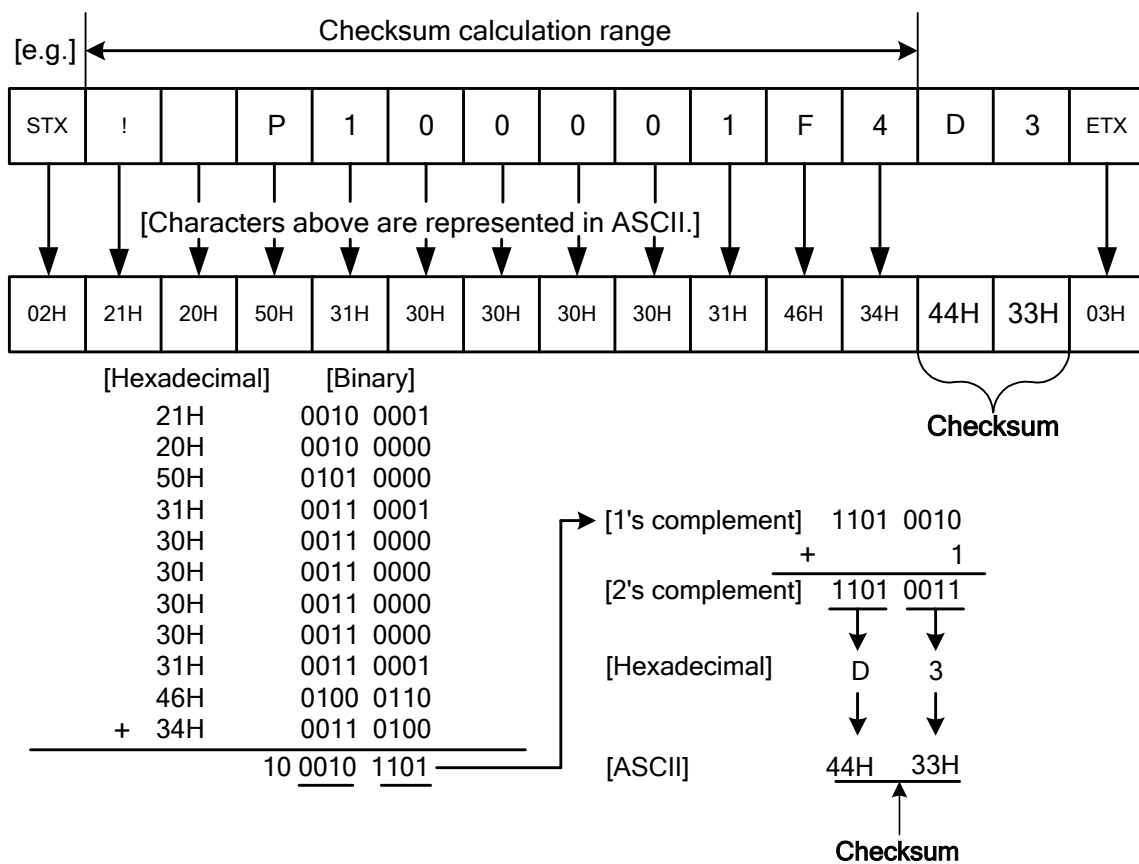 Checksum calculation range
[e.g.]
STX ! P 1 0 0 0 0 1 F 4 D 3 ETX
[Characters above are represented in ASCII.]
02H 21H 20H 50H 31H 30H 30H 30H 30H 31H 46H 34H 44H 33H 03H
Checksum
[Hexadecimal] [Binary]
21H 0010 0001
20H 0010 0000
50H 0101 0000
31H 0011 0001
30H 0011 0000
30H 0011 0000
30H 0011 0000
30H 0011 0000
31H 0011 0001
46H 0100 0110
+ 34H 0011 0100
10 0010 1101
[1's complement] 1101 0010
+ 1
[2's complement] 1101 0011
[Hexadecimal] D 3
[ASCII] 44H 33H
Checksum